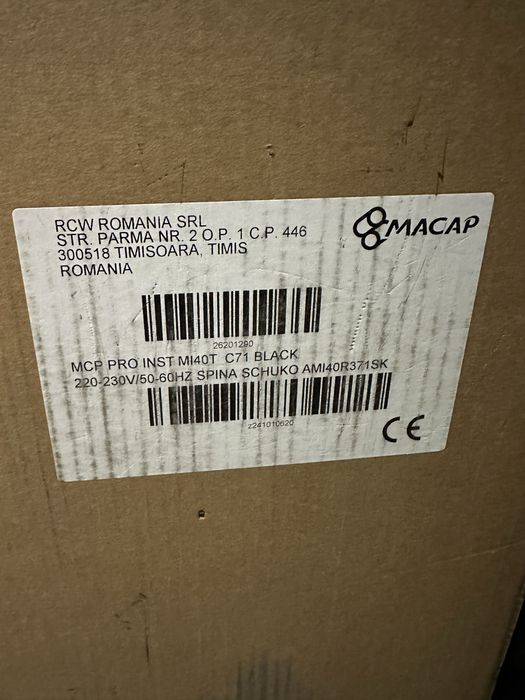 RCW ROMANIA SRL
STR. PARMA NR. 2 O.P. 1 C.P. 446
300518 TIMISOARA, TIMIS
ROMANIA
MACAP
26201290
MCP PRO INST MI40T C71 BLACK
220-230V/50-60HZ SPINA SCHUKO AMI40R371SK
z241010620
CE